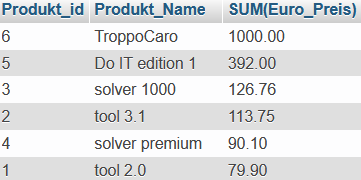 Produkt_id Produkt_Name SUM(Euro_Preis)
6 TroppoCaro 1000.00
5 Do IT edition 1 392.00
3 solver 1000 126.76
2 tool 3.1 113.75
4 solver premium 90.10
1 tool 2.0 79.90